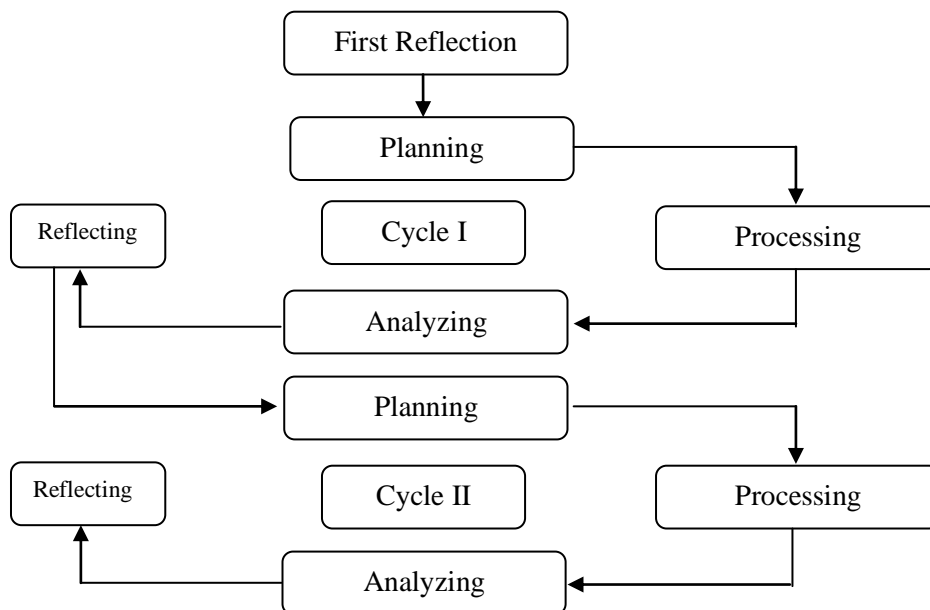 First Reflection
Planning
Reflecting
Cycle I
Processing
Analyzing
Planning
Reflecting
Cycle II
Processing
Analyzing